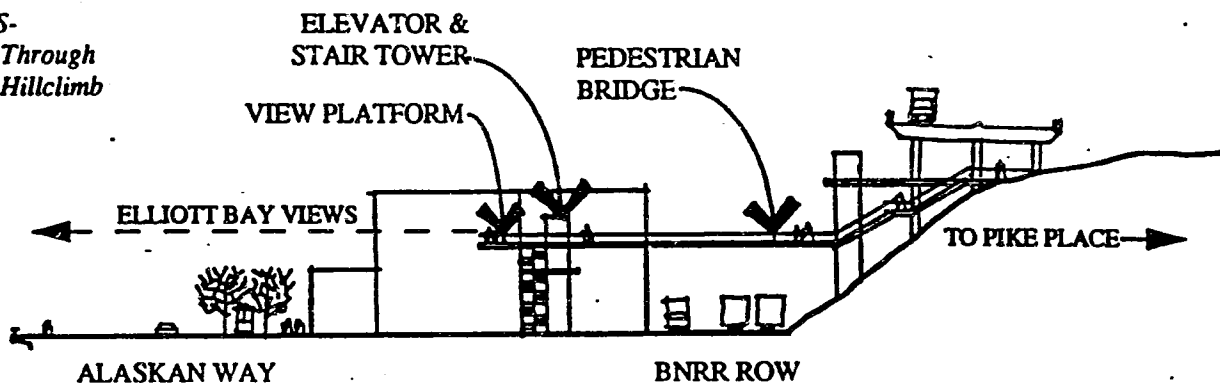 S-
Through
Hillclimb
ELEVATOR &
STAIR TOWER
VIEW PLATFORM
PEDESTRIAN
BRIDGE
ELLIOTT BAY VIEWS
TO PIKE PLACE
ALASKAN WAY
BNRR ROW